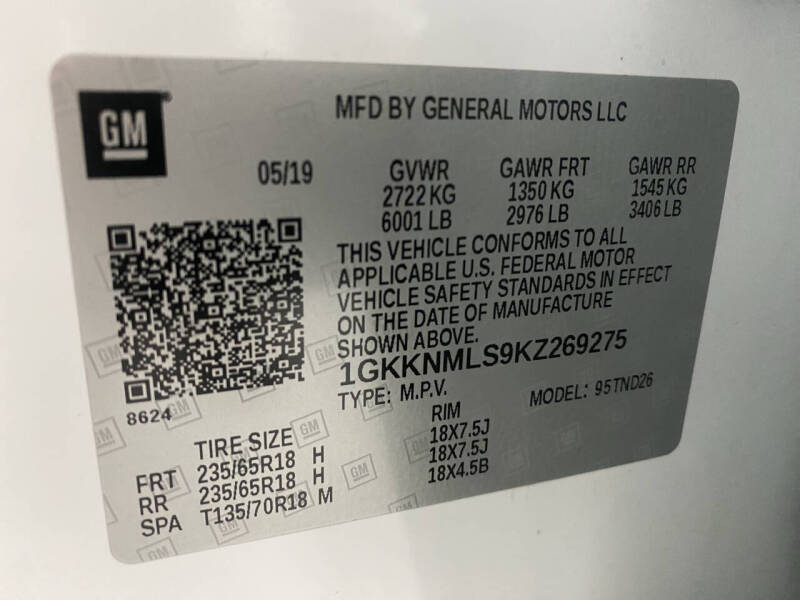 GM
MFD BY GENERAL MOTORS LLC
05/19 GVWR GAWR FRT GAWR RR
2722 KG 1350 KG 1545 KG
6001 LB 2976 LB 3406 LB
THIS VEHICLE CONFORMS TO ALL
APPLICABLE U.S. FEDERAL MOTOR
VEHICLE SAFETY STANDARDS IN EFFECT
ON THE DATE OF MANUFACTURE
SHOWN ABOVE.
1GKKNMLS9KZ269275
8624
TYPE: M.P.V. MODEL: 95TND26
TIRE SIZE RIM
FRT 235/65R18 H 18X7.5J
RR 235/65R18 H 18X7.5J
SPA T135/70R18 M 18X4.5B